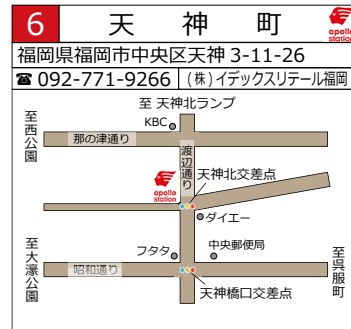 6 天神町 apollo station
福岡県福岡市中央区天神 3-11-26
☎ 092-771-9266 (株)イデックスリテール福岡
至 天神北ランプ
KBC
至西公園
那の津通り
渡辺通り
天神北交差点
apollo station
ダイエー
至大濠公園
フタタ
中央郵便局
至呉服町
昭和通り
天神橋口交差点